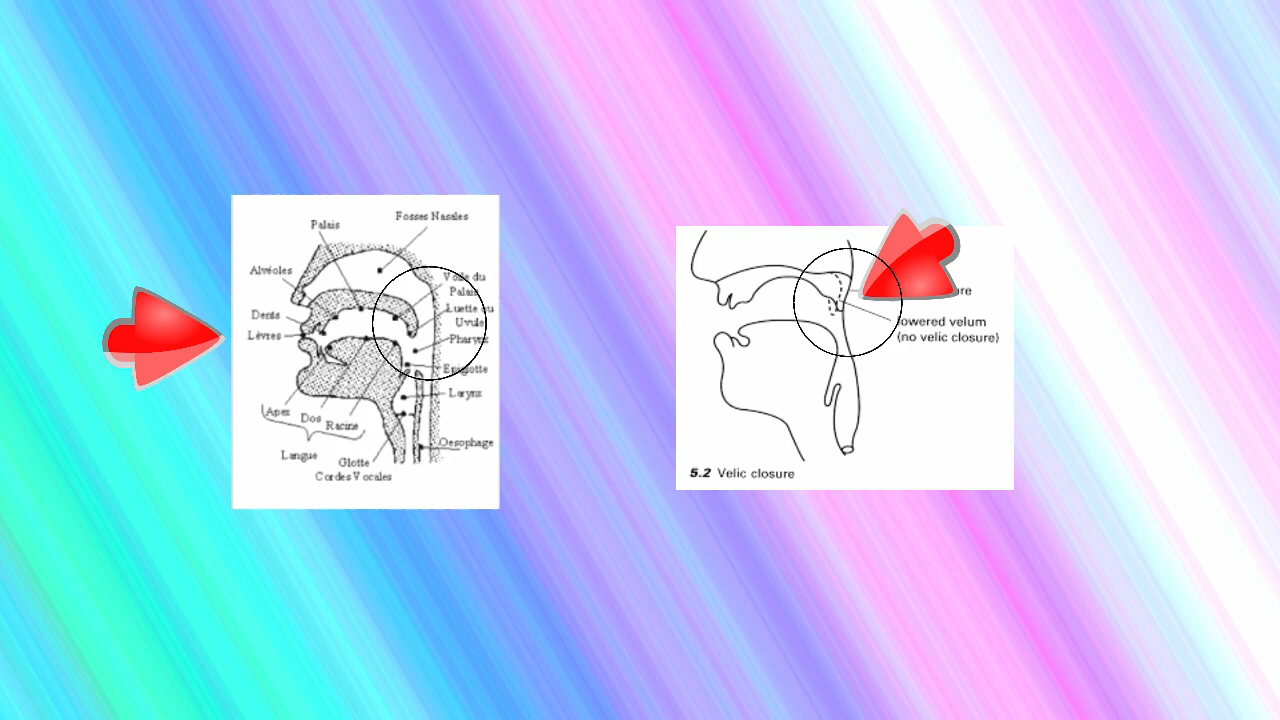 Fosses Nasales
Palais
Alvéoles
Voile du
Palais
Dents
Luette ou
Uvule
Lèvres
Pharynx
Epiglotte
Larynx
Apex
Dos
Racine
Oesophage
Langue
Glotte
Cordes Vocales
lowered velum
(no velic closure)
5.2 Velic closure